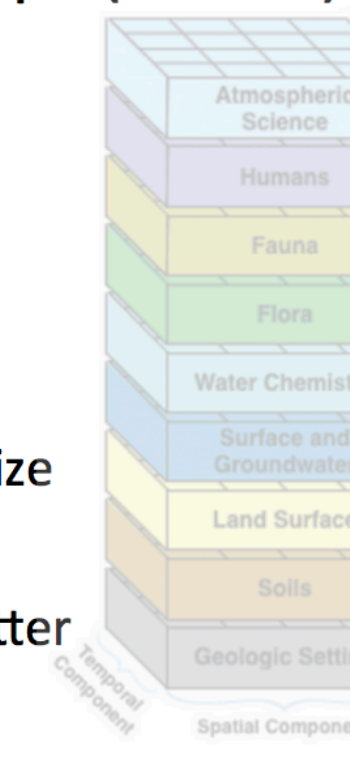 Atmospheric
Science
Humans
Fauna
Flora
Water Chemist
Surface and
Groundwate
ize
Land Surface
Soils
tter
Geologic Setti
Temporal
Component
Spatial Compone